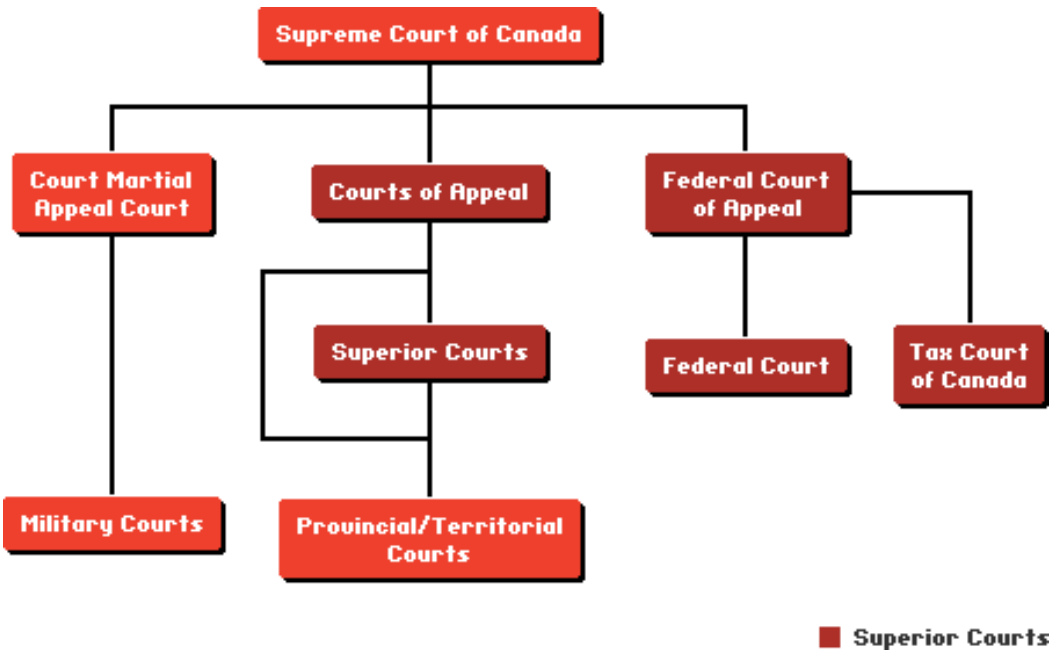 Supreme Court of Canada
Court Martial
Appeal Court
Courts of Appeal
Federal Court
of Appeal
Superior Courts
Federal Court
Tax Court
of Canada
Military Courts
Provincial/Territorial
Courts
Superior Courts